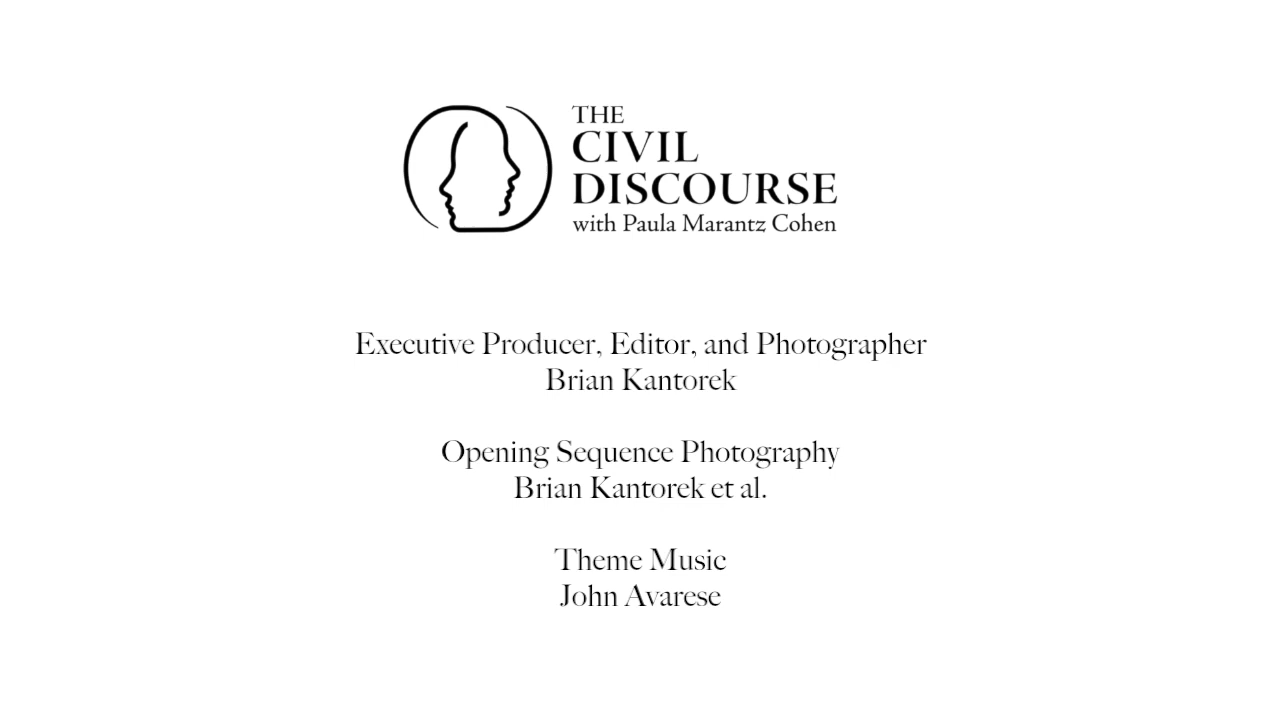 THE
CIVIL
DISCOURSE
with Paula Marantz Cohen
Executive Producer, Editor, and Photographer
Brian Kantorek
Opening Sequence Photography
Brian Kantorek et al.
Theme Music
John Avarese